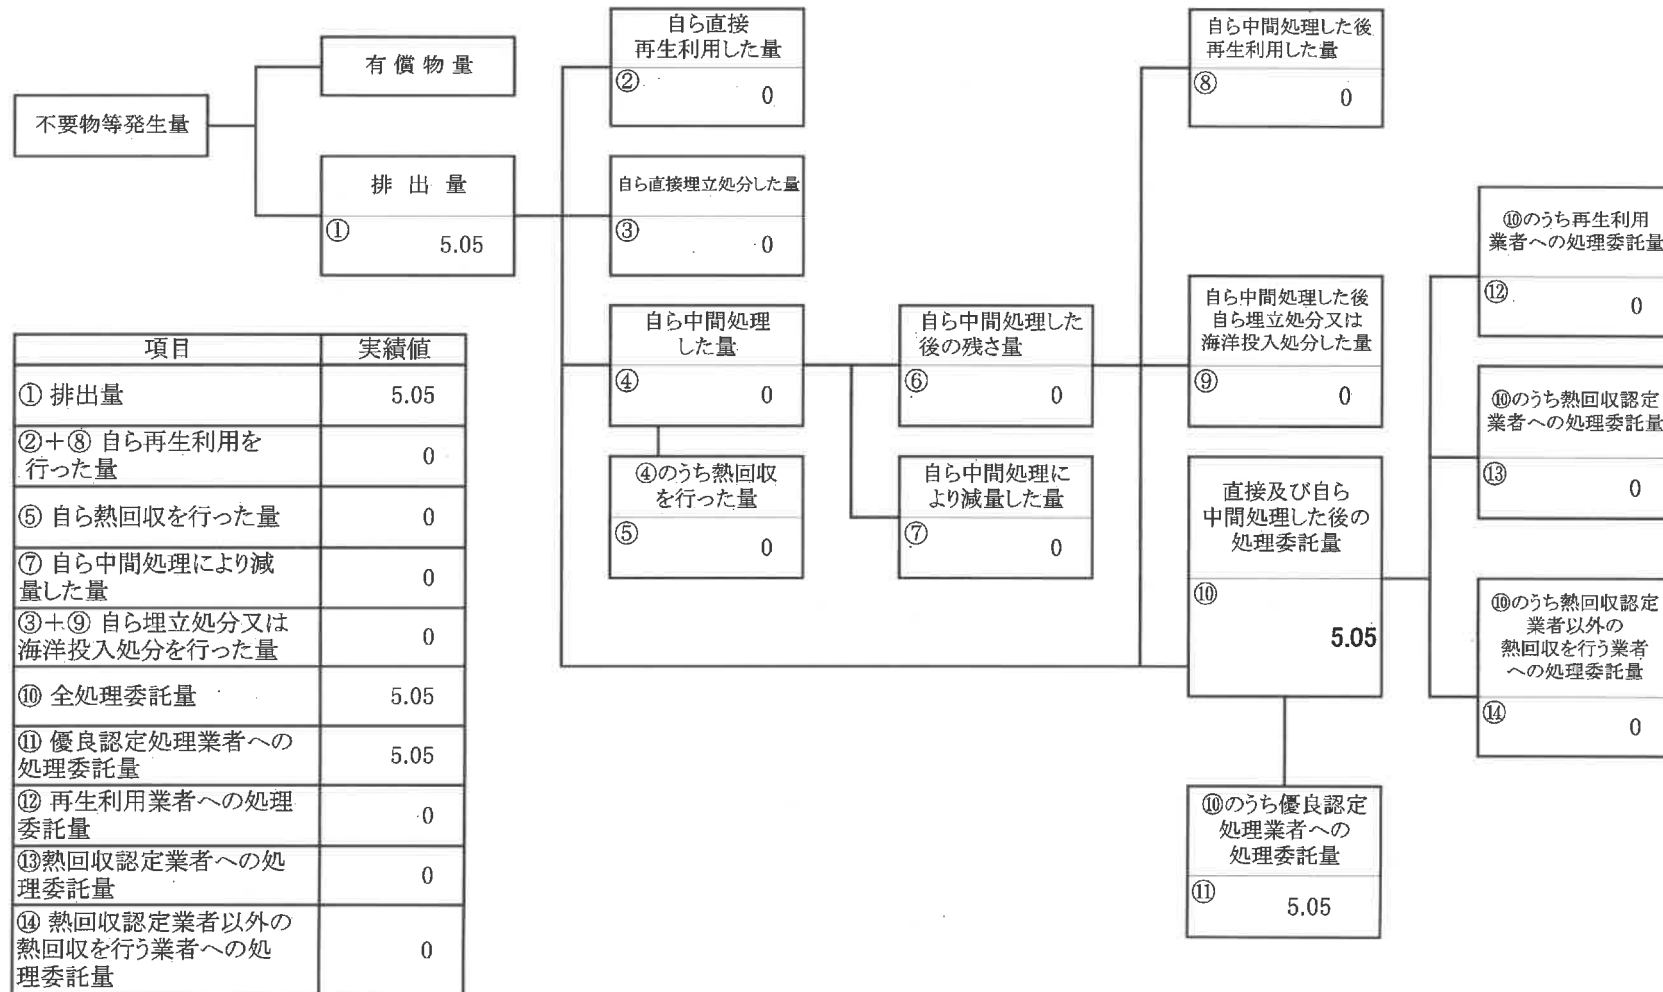 不要物等発生量
有償物量
排出量
①
5.05
自ら直接
再生利用した量
②
0
自ら直接埋立処分した量
③
0
自ら中間処理
した量
④
0
④のうち熱回収
を行った量
⑤
0
自ら中間処理した
後の残さ量
⑥
0
自ら中間処理に
より減量した量
⑦
0
自ら中間処理した後
再生利用した量
⑧
0
自ら中間処理した後
自ら埋立処分又は
海洋投入処分した量
⑨
0
直接及び自ら
中間処理した後の
処理委託量
⑩
5.05
⑩のうち優良認定
処理業者への
処理委託量
⑪
5.05
⑩のうち再生利用
業者への処理委託量
⑫
0
⑩のうち熱回収認定
業者への処理委託量
⑬
0
⑩のうち熱回収認定
業者以外の
熱回収を行う業者
への処理委託量
⑭
0
項目 実績値
① 排出量 5.05
②+⑧ 自ら再生利用を
行った量 0
⑤ 自ら熱回収を行った量 0
⑦ 自ら中間処理により減
量した量 0
③+⑨ 自ら埋立処分又は
海洋投入処分を行った量 0
⑩ 全処理委託量 5.05
⑪ 優良認定処理業者への
処理委託量 5.05
⑫ 再生利用業者への処理
委託量 0
⑬熱回収認定業者への処
理委託量 0
⑭ 熱回収認定業者以外の
熱回収を行う業者への処
理委託量 0